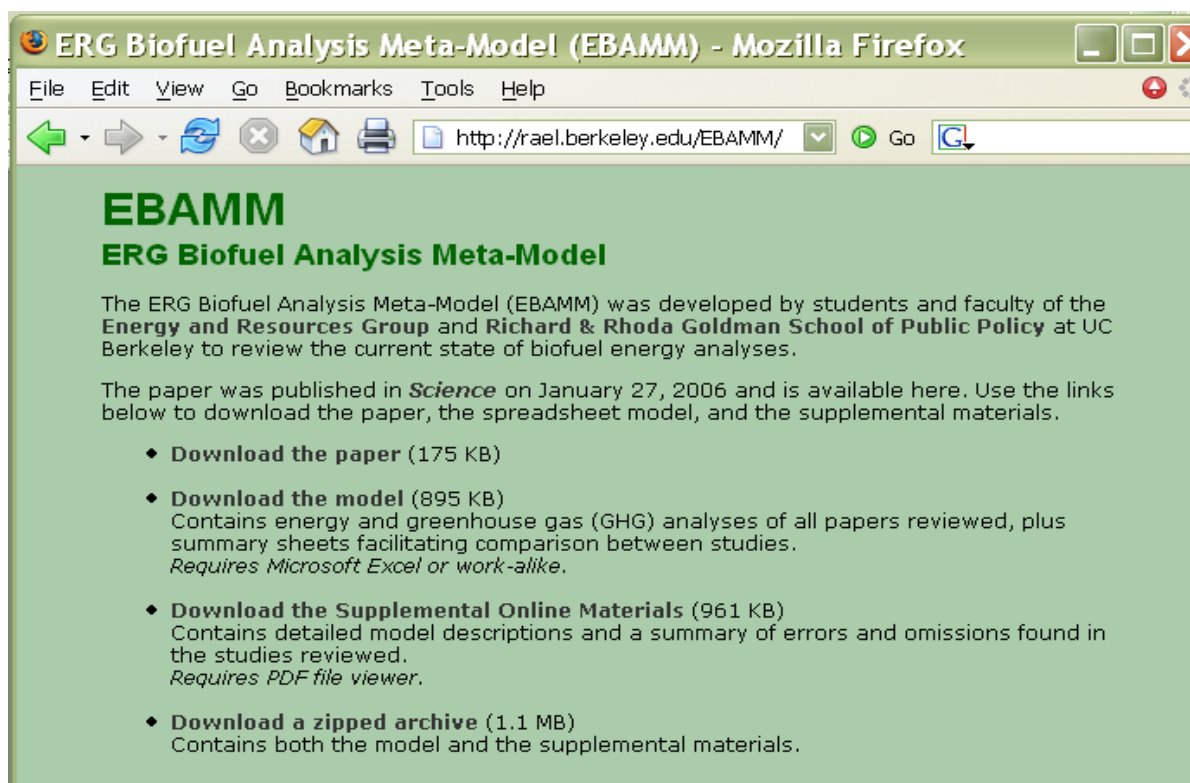 ERG Biofuel Analysis Meta-Model (EBAMM) - Mozilla Firefox
File Edit View Go Bookmarks Tools Help
http://rael.berkeley.edu/EBAMM/ Go G
EBAMM
ERG Biofuel Analysis Meta-Model
The ERG Biofuel Analysis Meta-Model (EBAMM) was developed by students and faculty of the
Energy and Resources Group and Richard & Rhoda Goldman School of Public Policy at UC
Berkeley to review the current state of biofuel energy analyses.
The paper was published in Science on January 27, 2006 and is available here. Use the links
below to download the paper, the spreadsheet model, and the supplemental materials.
• Download the paper (175 KB)
• Download the model (895 KB)
Contains energy and greenhouse gas (GHG) analyses of all papers reviewed, plus
summary sheets facilitating comparison between studies.
Requires Microsoft Excel or work-alike.
• Download the Supplemental Online Materials (961 KB)
Contains detailed model descriptions and a summary of errors and omissions found in
the studies reviewed.
Requires PDF file viewer.
• Download a zipped archive (1.1 MB)
Contains both the model and the supplemental materials.